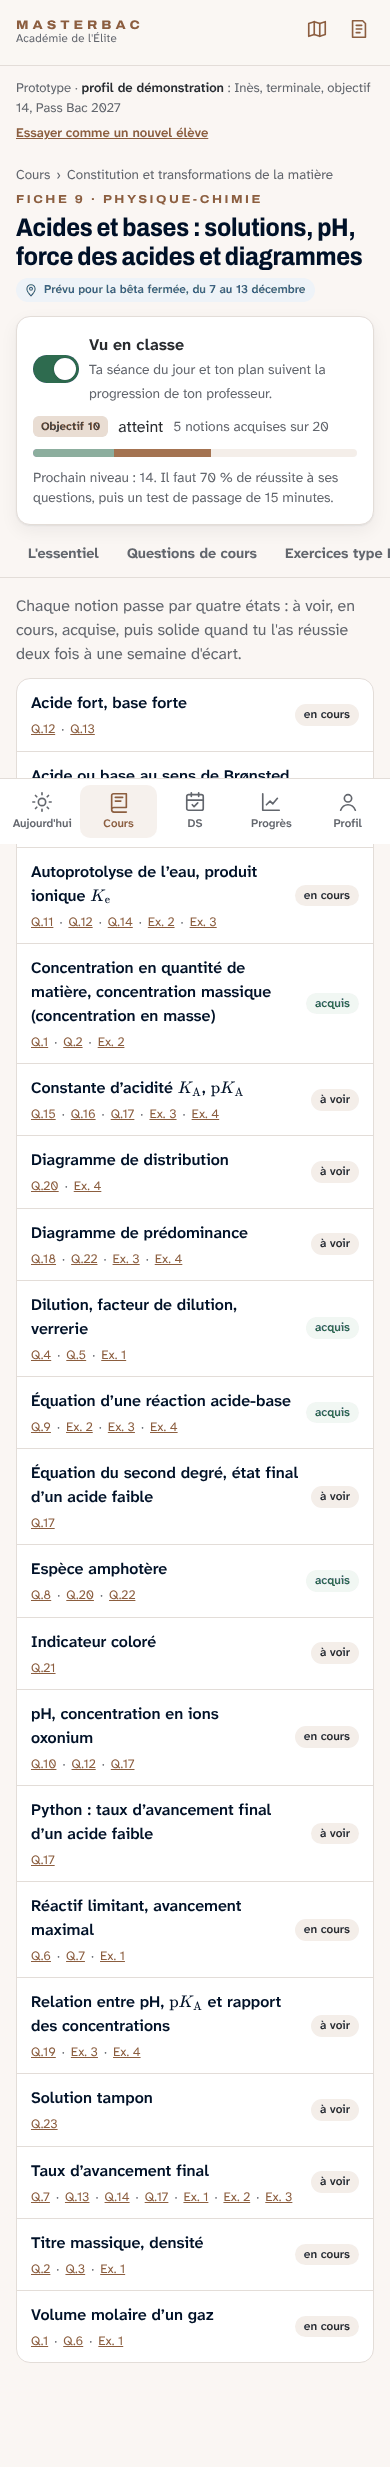 MASTERBAC
Académie de l'Élite
Prototype · profil de démonstration : Inès, terminale, objectif
14, Pass Bac 2027
Essayer comme un nouvel élève
Cours › Constitution et transformations de la matière
FICHE 9 · PHYSIQUE-CHIMIE
Acides et bases : solutions, pH,
force des acides et diagrammes
Prévu pour la bêta fermée, du 7 au 13 décembre
Vu en classe
Ta séance du jour et ton plan suivent la
progression de ton professeur.
Objectif 10 atteint 5 notions acquises sur 20
Prochain niveau : 14. Il faut 70 % de réussite à ses
questions, puis un test de passage de 15 minutes.
L'essentiel Questions de cours Exercices type
Chaque notion passe par quatre états : à voir, en
cours, acquise, puis solide quand tu l'as réussie
deux fois à une semaine d'écart.
Acide fort, base forte
en cours
Q.12 · Q.13
Acide ou base au sens de Brønsted
Aujourd'hui Cours DS Progrès Profil
Autoprotolyse de l'eau, produit
ionique Ke
en cours
Q.11 · Q.12 · Q.14 · Ex. 2 · Ex. 3
Concentration en quantité de
matière, concentration massique
(concentration en masse)
acquis
Q.1 · Q.2 · Ex. 2
Constante d'acidité KA, pKA
à voir
Q.15 · Q.16 · Q.17 · Ex. 3 · Ex. 4
Diagramme de distribution
à voir
Q.20 · Ex. 4
Diagramme de prédominance
à voir
Q.18 · Q.22 · Ex. 3 · Ex. 4
Dilution, facteur de dilution,
verrerie
acquis
Q.4 · Q.5 · Ex. 1
Équation d'une réaction acide-base
acquis
Q.9 · Ex. 2 · Ex. 3 · Ex. 4
Équation du second degré, état final
d'un acide faible
à voir
Q.17
Espèce amphotère
acquis
Q.8 · Q.20 · Q.22
Indicateur coloré
à voir
Q.21
pH, concentration en ions
oxonium
en cours
Q.10 · Q.12 · Q.17
Python : taux d'avancement final
d'un acide faible
à voir
Q.17
Réactif limitant, avancement
maximal
en cours
Q.6 · Q.7 · Ex. 1
Relation entre pH, pKA et rapport
des concentrations
à voir
Q.19 · Ex. 3 · Ex. 4
Solution tampon
à voir
Q.23
Taux d'avancement final
à voir
Q.7 · Q.13 · Q.14 · Q.17 · Ex. 1 · Ex. 2 · Ex. 3
Titre massique, densité
en cours
Q.2 · Q.3 · Ex. 1
Volume molaire d'un gaz
en cours
Q.1 · Q.6 · Ex. 1